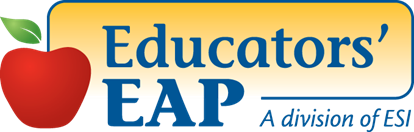 Educators’
EAP
A division of ESI